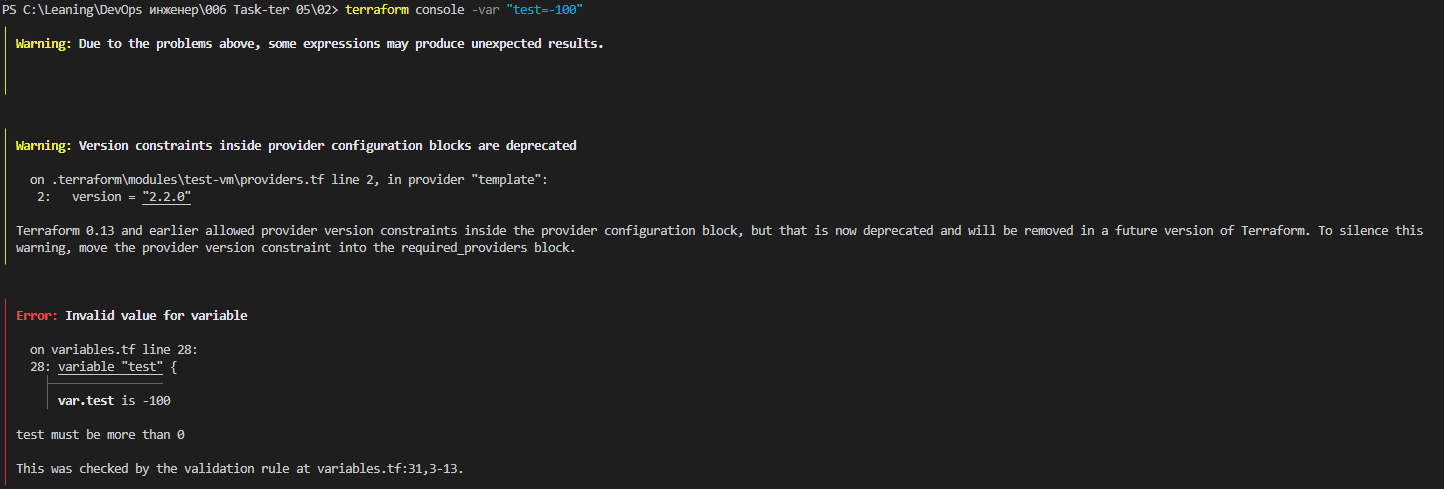 PS C:\Leaning\DevOps инженер\006 Task-ter 05\02> terraform console -var "test=-100"
Warning: Due to the problems above, some expressions may produce unexpected results.
Warning: Version constraints inside provider configuration blocks are deprecated
on .terraform\modules\test-vm\providers.tf line 2, in provider "template":
2: version = "2.2.0"
Terraform 0.13 and earlier allowed provider version constraints inside the provider configuration block, but that is now deprecated and will be removed in a future version of Terraform. To silence this
warning, move the provider version constraint into the required_providers block.
Error: Invalid value for variable
on variables.tf line 28:
28: variable "test" {
var.test is -100
test must be more than 0
This was checked by the validation rule at variables.tf:31,3-13.